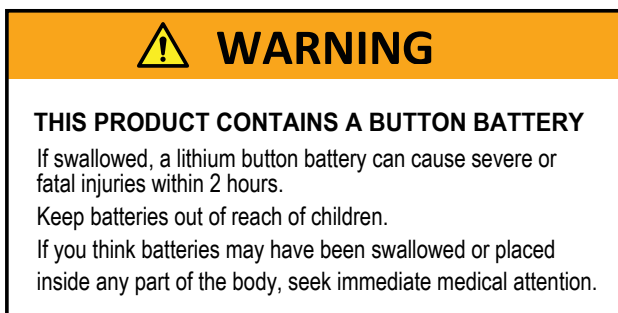 WARNING
THIS PRODUCT CONTAINS A BUTTON BATTERY
If swallowed, a lithium button battery can cause severe or
fatal injuries within 2 hours.
Keep batteries out of reach of children.
If you think batteries may have been swallowed or placed
inside any part of the body, seek immediate medical attention.